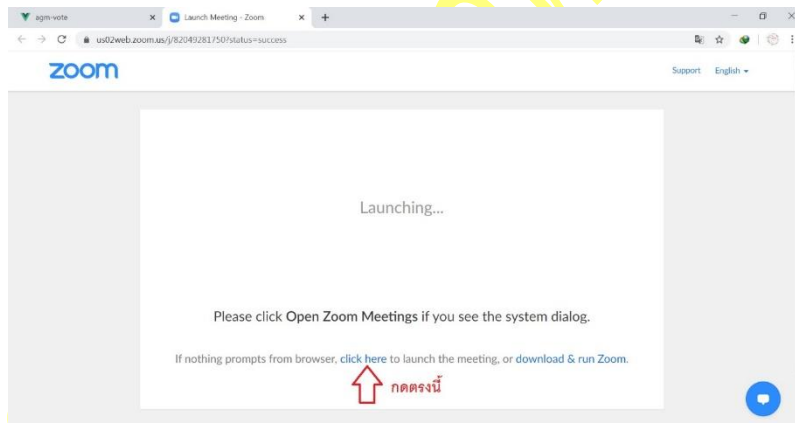 agm-vote
Launch Meeting - Zoom
us02web.zoom.us/j/82049281750?status=success
zoom
Support English
Launching...
Please click Open Zoom Meetings if you see the system dialog.
If nothing prompts from browser, click here to launch the meeting, or download & run Zoom.
กดตรงนี้